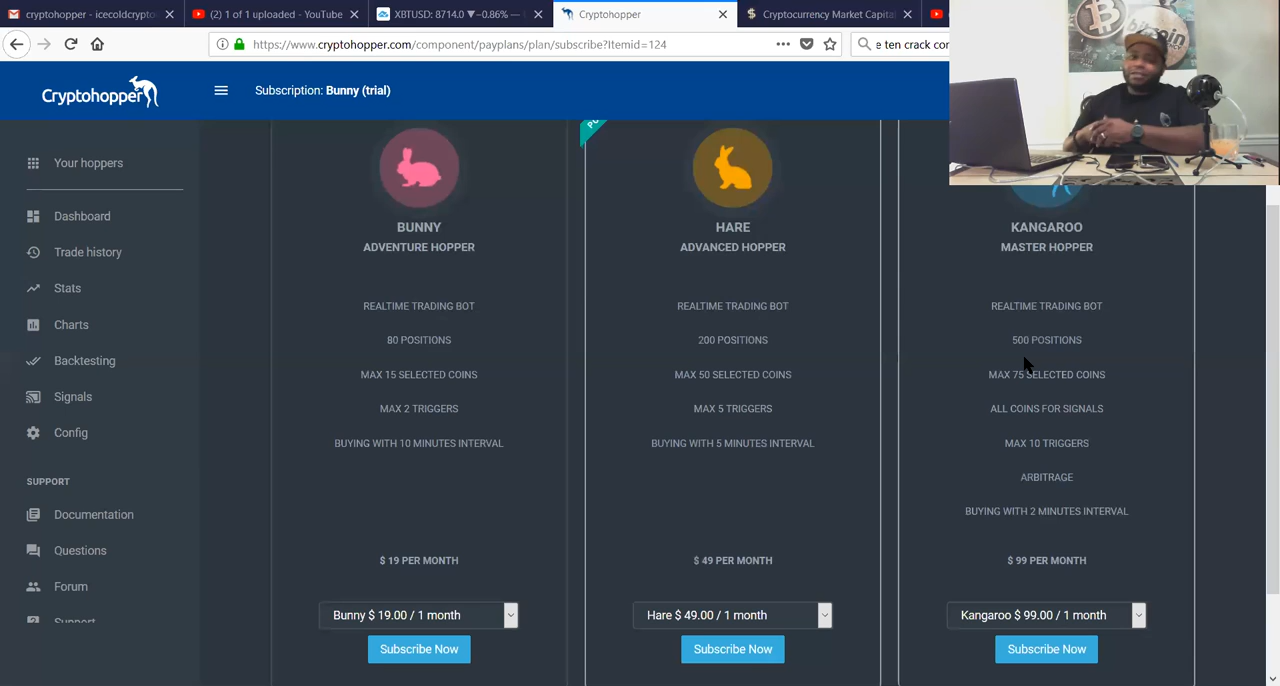 cryptohopper - icecoldcrypto
(2) 1 of 1 uploaded - YouTube
XBTUSD: 8714.0 ▼−0.86% —
Cryptohopper
Cryptocurrency Market Capital
https://www.cryptohopper.com/component/payplans/plan/subscribe?Itemid=124
e ten crack cor
Cryptohopper
Subscription: Bunny (trial)
bitcoin
Your hoppers
Dashboard
Trade history
Stats
Charts
Backtesting
Signals
Config
SUPPORT
Documentation
Questions
Forum
BUNNY
ADVENTURE HOPPER
REALTIME TRADING BOT
80 POSITIONS
MAX 15 SELECTED COINS
MAX 2 TRIGGERS
BUYING WITH 10 MINUTES INTERVAL
$ 19 PER MONTH
Bunny $ 19.00 / 1 month
Subscribe Now
HARE
ADVANCED HOPPER
REALTIME TRADING BOT
200 POSITIONS
MAX 50 SELECTED COINS
MAX 5 TRIGGERS
BUYING WITH 5 MINUTES INTERVAL
$ 49 PER MONTH
Hare $ 49.00 / 1 month
Subscribe Now
KANGAROO
MASTER HOPPER
REALTIME TRADING BOT
500 POSITIONS
MAX 75 SELECTED COINS
ALL COINS FOR SIGNALS
MAX 10 TRIGGERS
ARBITRAGE
BUYING WITH 2 MINUTES INTERVAL
$ 99 PER MONTH
Kangaroo $ 99.00 / 1 month
Subscribe Now